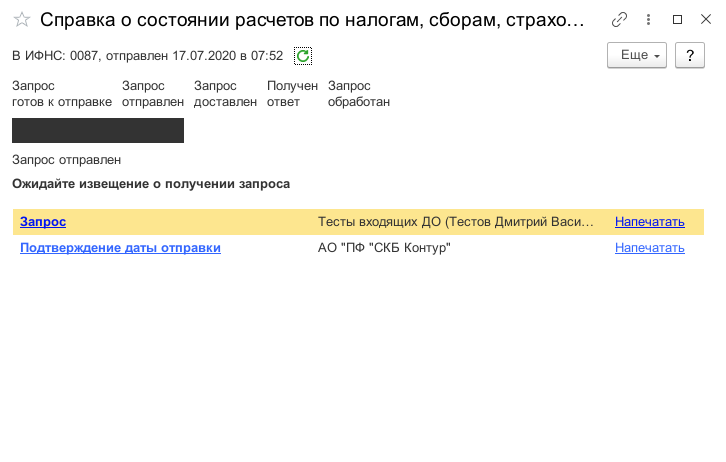 Справка о состоянии расчетов по налогам, сборам, страхо...
В ИФНС: 0087, отправлен 17.07.2020 в 07:52
Еще
?
Запрос готов к отправке
Запрос отправлен
Запрос доставлен
Получен ответ
Запрос обработан
Запрос отправлен
Ожидайте извещение о получении запроса
Запрос Тесты входящих ДО (Тестов Дмитрий Васи... Напечатать
Подтверждение даты отправки АО "ПФ "СКБ Контур" Напечатать